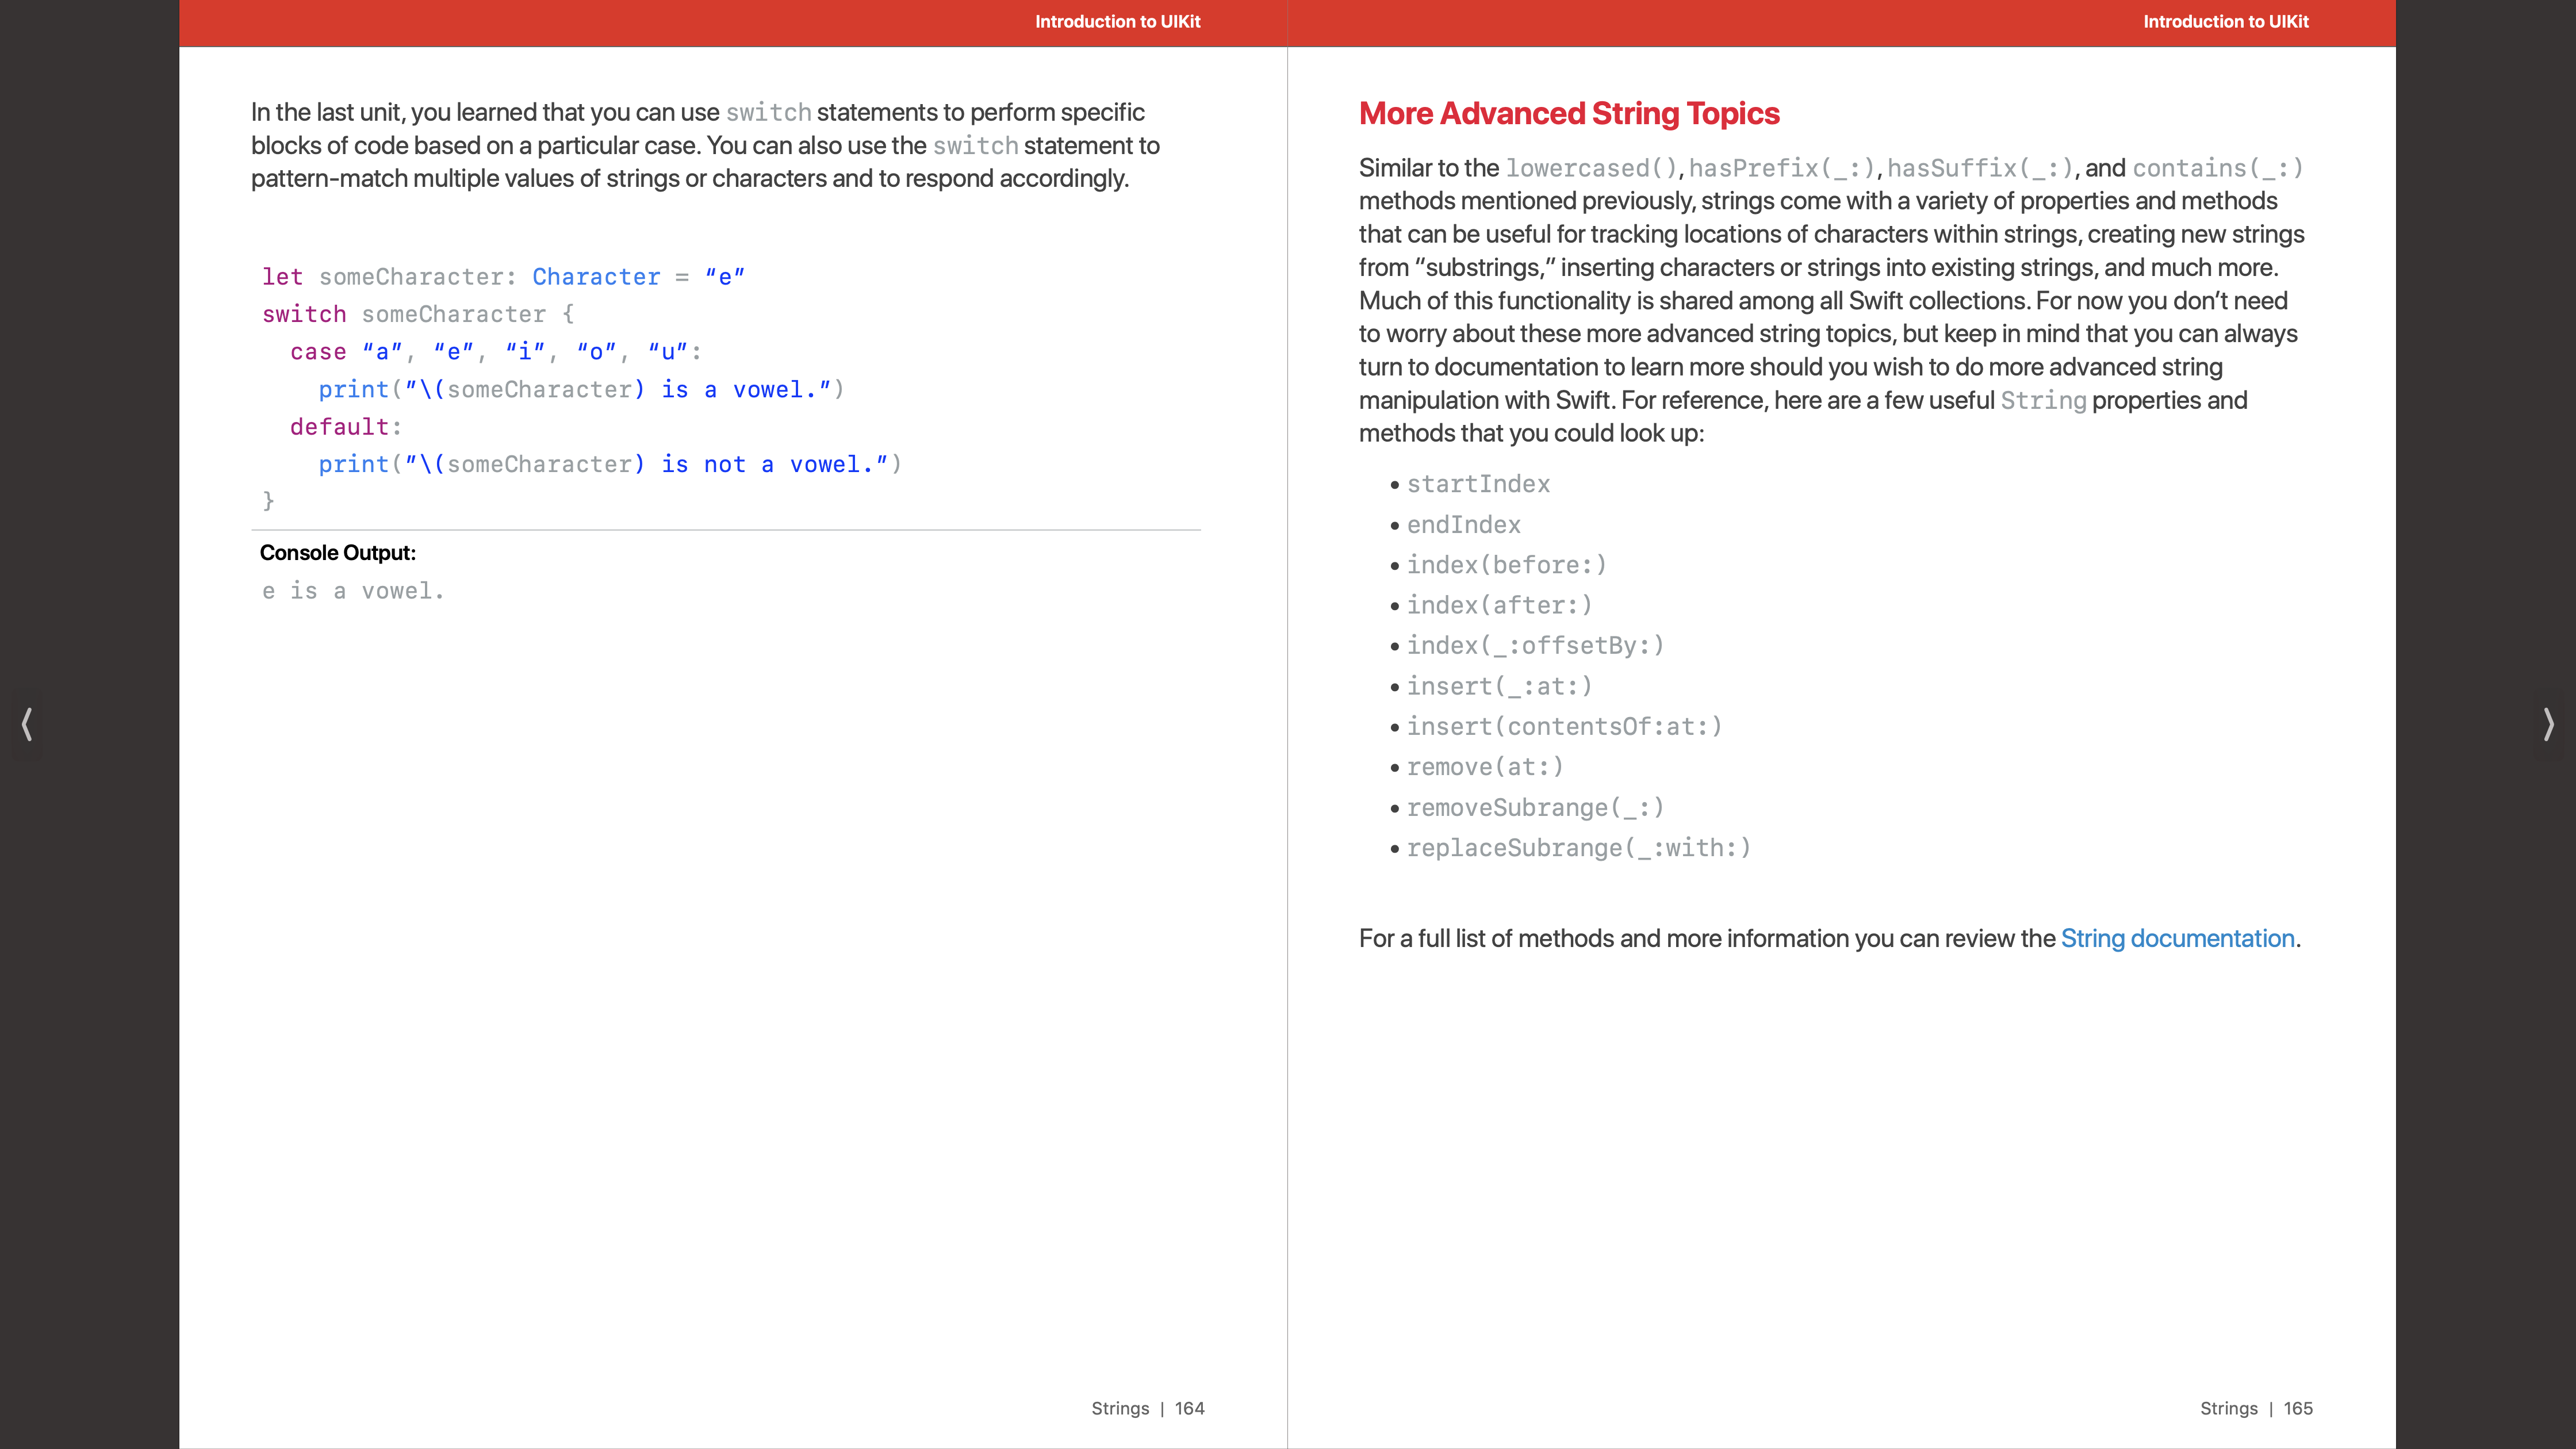 Introduction to UIKit
In the last unit, you learned that you can use switch statements to perform specific
blocks of code based on a particular case. You can also use the switch statement to
pattern-match multiple values of strings or characters and to respond accordingly.
let someCharacter: Character = “e”
switch someCharacter {
  case “a”, “e”, “i”, “o”, “u”:
    print(”\(someCharacter) is a vowel.”)
  default:
    print(”\(someCharacter) is not a vowel.”)
}
Console Output:
e is a vowel.
Strings | 164
Introduction to UIKit
More Advanced String Topics
Similar to the lowercased(), hasPrefix(_:), hasSuffix(_:), and contains(_:)
methods mentioned previously, strings come with a variety of properties and methods
that can be useful for tracking locations of characters within strings, creating new strings
from “substrings,” inserting characters or strings into existing strings, and much more.
Much of this functionality is shared among all Swift collections. For now you don’t need
to worry about these more advanced string topics, but keep in mind that you can always
turn to documentation to learn more should you wish to do more advanced string
manipulation with Swift. For reference, here are a few useful String properties and
methods that you could look up:
• startIndex
• endIndex
• index(before:)
• index(after:)
• index(_:offsetBy:)
• insert(_:at:)
• insert(contentsOf:at:)
• remove(at:)
• removeSubrange(_:)
• replaceSubrange(_:with:)
For a full list of methods and more information you can review the String documentation.
Strings | 165